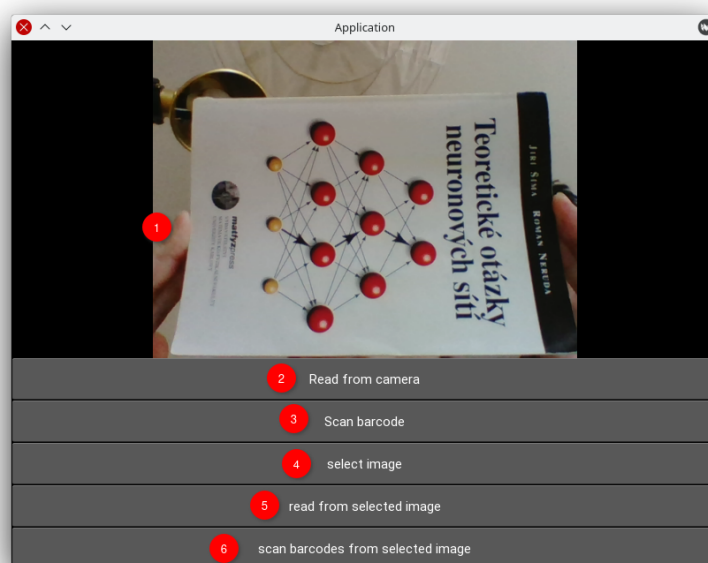 Application
Jiří Šíma Roman Neruda
Teoretické otázky
neuronových sítí
matfyzpress
1
2 Read from camera
3 Scan barcode
4 select image
5 read from selected image
6 scan barcodes from selected image